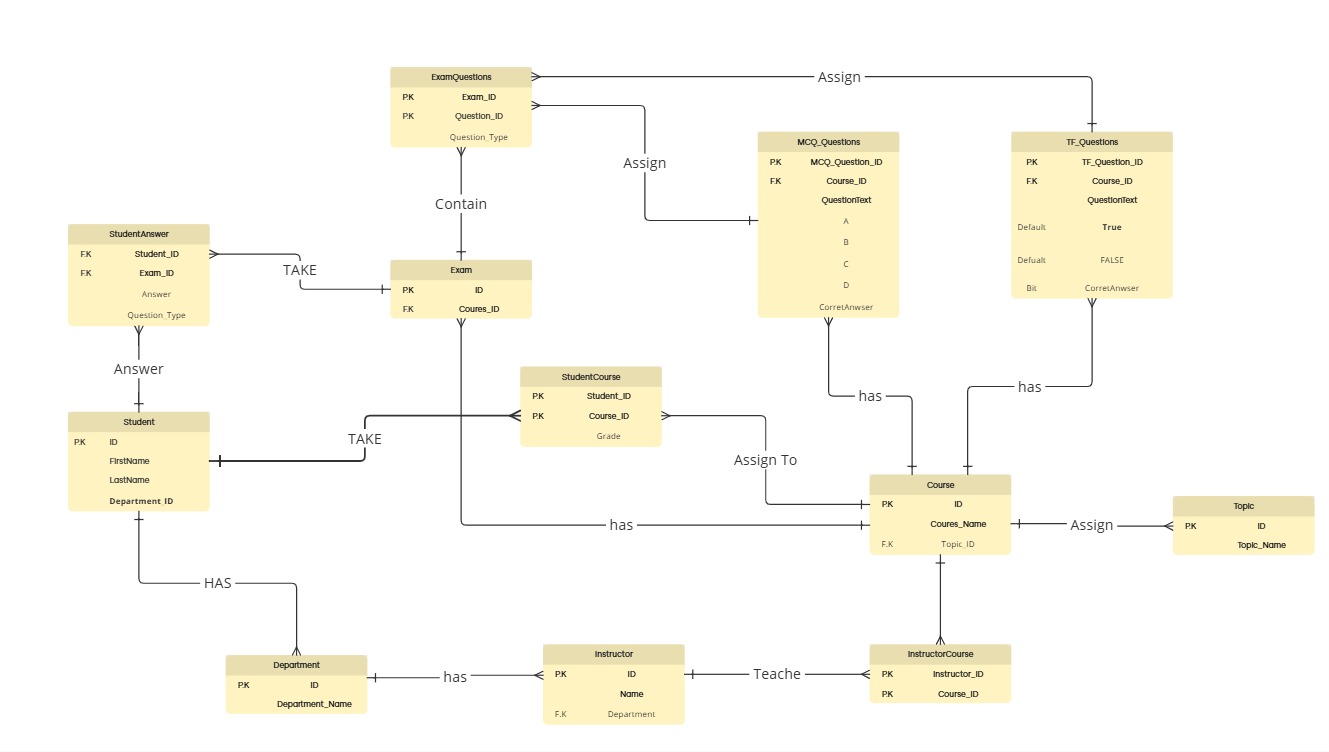 ExamQuestions
P.K Exam_ID
P.K Question_ID
Question_Type
Assign
Assign
MCQ_Questions
P.K MCQ_Question_ID
F.K Course_ID
QuestionText
A
B
C
D
CorretAnwser
TF_Questions
P.K TF_Question_ID
F.K Course_ID
QuestionText
Default True
Defualt FALSE
Bit CorretAnwser
Contain
StudentAnswer
F.K Student_ID
F.K Exam_ID
Answer
Question_Type
TAKE
Exam
P.K ID
F.K Coures_ID
Answer
StudentCourse
P.K Student_ID
P.K Course_ID
Grade
has
has
Student
P.K ID
FirstName
LastName
Department_ID
TAKE
Assign To
Course
P.K ID
Coures_Name
F.K Topic_ID
has
Assign
Topic
P.K ID
Topic_Name
HAS
Department
P.K ID
Department_Name
has
Instructor
P.K ID
Name
F.K Department
Teache
InstructorCourse
P.K Instructor_ID
P.K Course_ID